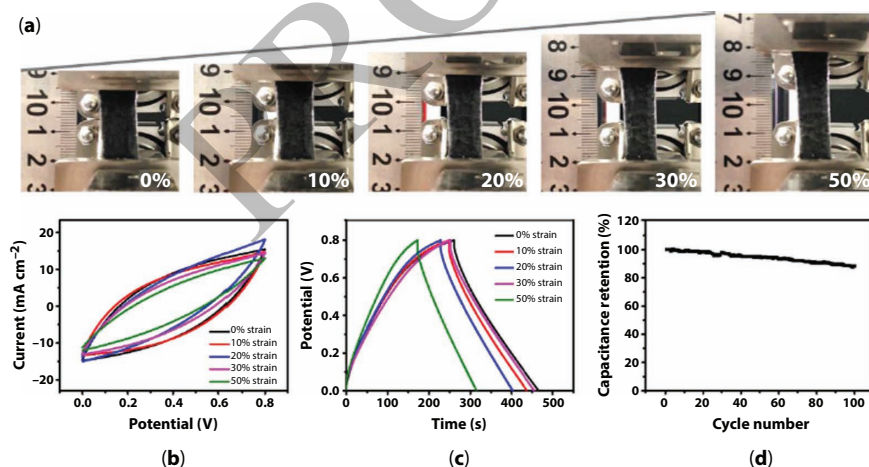 (a)
PROO
9
10
1
2
3
0%
9
10
1
2
10%
9
10
1
2
20%
8
9
10
1
2
30%
7
8
9
10
1
2
50%
Current (mA cm−2)
20
10
0
−10
−20
0.0 0.2 0.4 0.6 0.8
Potential (V)
0% strain
10% strain
20% strain
30% strain
50% strain
(b)
Potential (V)
0.8
0.6
0.4
0.2
0.0
0 100 200 300 400 500
Time (s)
0% strain
10% strain
20% strain
30% strain
50% strain
(c)
Capacitance retention (%)
120
100
80
60
40
20
0
0 20 40 60 80 100
Cycle number
(d)